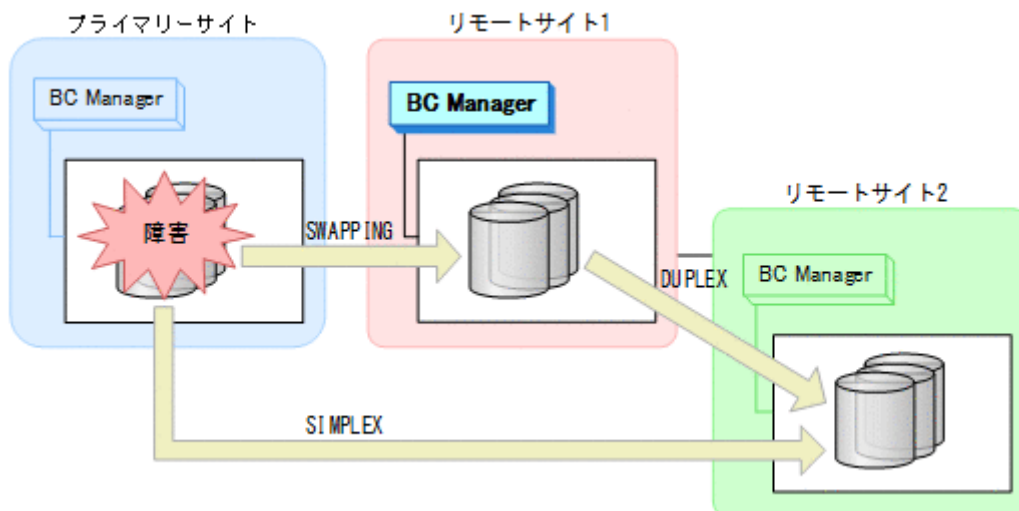 プライマリーサイト
リモートサイト1
BC Manager
BC Manager
リモートサイト2
障害
SWAPPING
DUPLEX
BC Manager
SIMPLEX